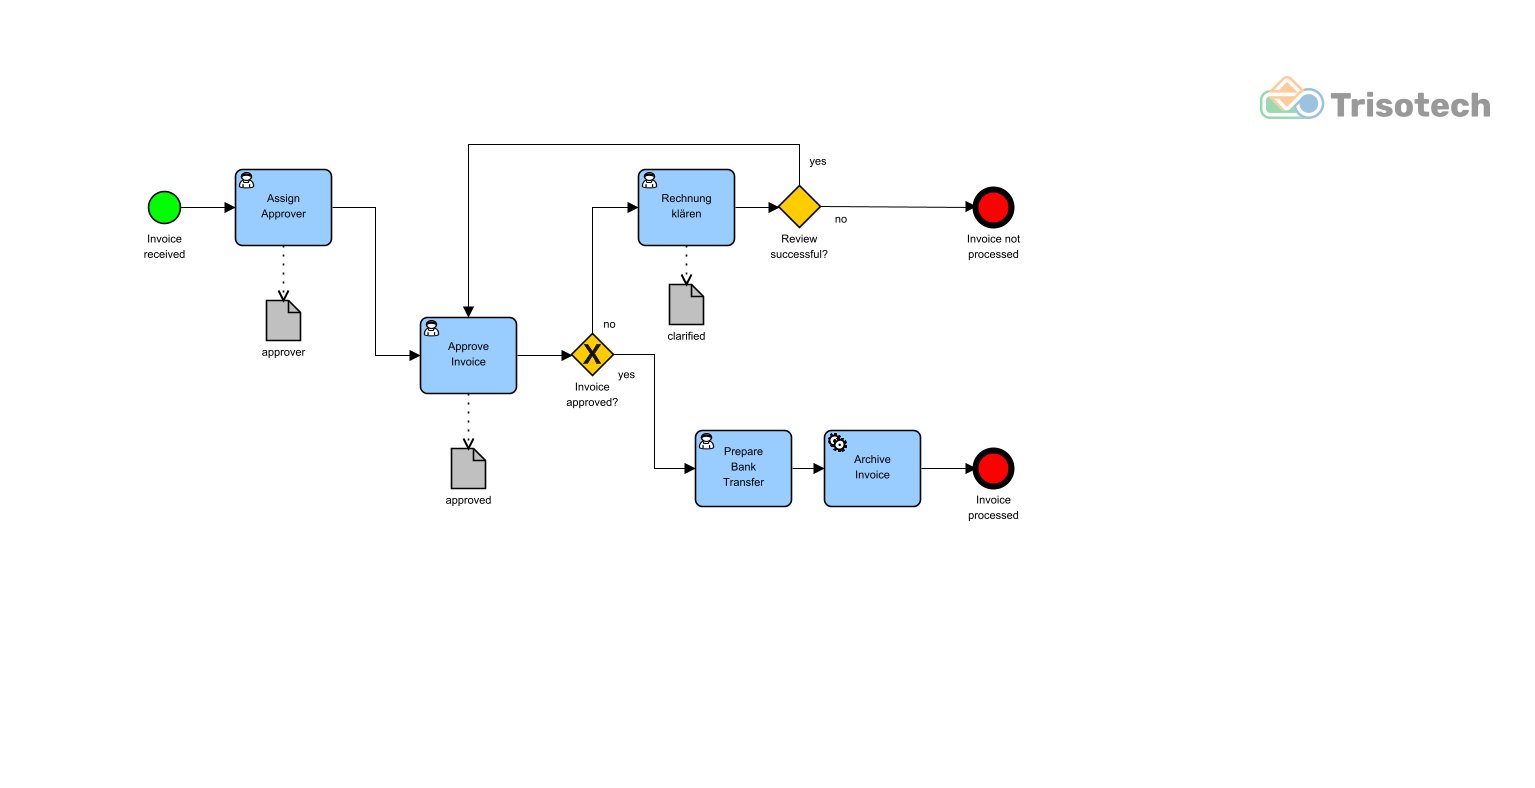 Trisotech
yes
Assign
Approver
Rechnung
klären
no
Invoice
received
Review
successful?
Invoice not
processed
no
clarified
approver
Approve
Invoice
yes
Invoice
approved?
Prepare
Bank
Transfer
Archive
Invoice
approved
Invoice
processed